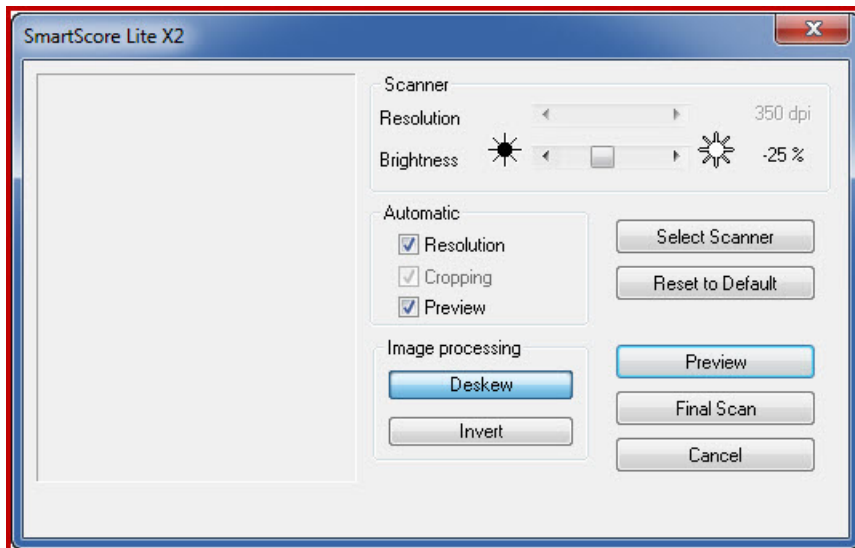 SmartScore Lite X2
Scanner
Resolution 350 dpi
Brightness -25 %
Automatic
Resolution
Cropping
Preview
Select Scanner
Reset to Default
Image processing
Deskew
Invert
Preview
Final Scan
Cancel